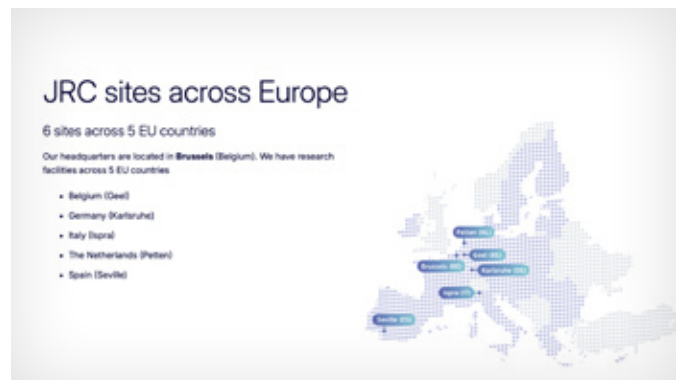 JRC sites across Europe
6 sites across 5 EU countries
Our headquarters are located in Brussels (Belgium). We have research
facilities across 5 EU countries
• Belgium (Geel)
• Germany (Karlsruhe)
• Italy (Ispra)
• The Netherlands (Petten)
• Spain (Seville)
Petten (NL)
Geel (BE)
Brussels (BE)
Karlsruhe (DE)
Ispra (IT)
Seville (ES)